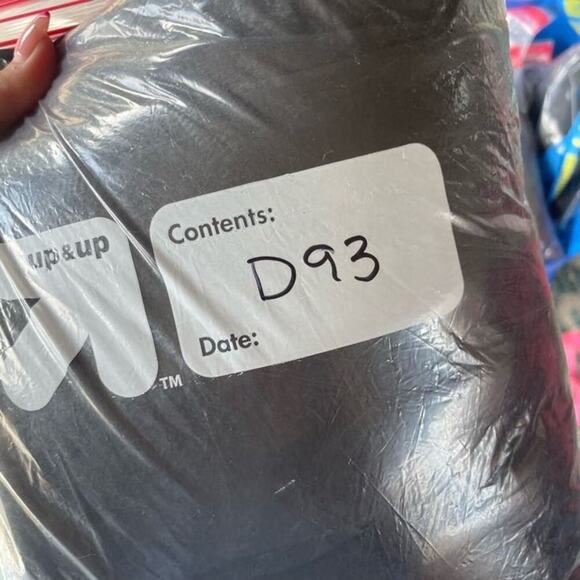 up&up
Contents:
D93
Date:
TM